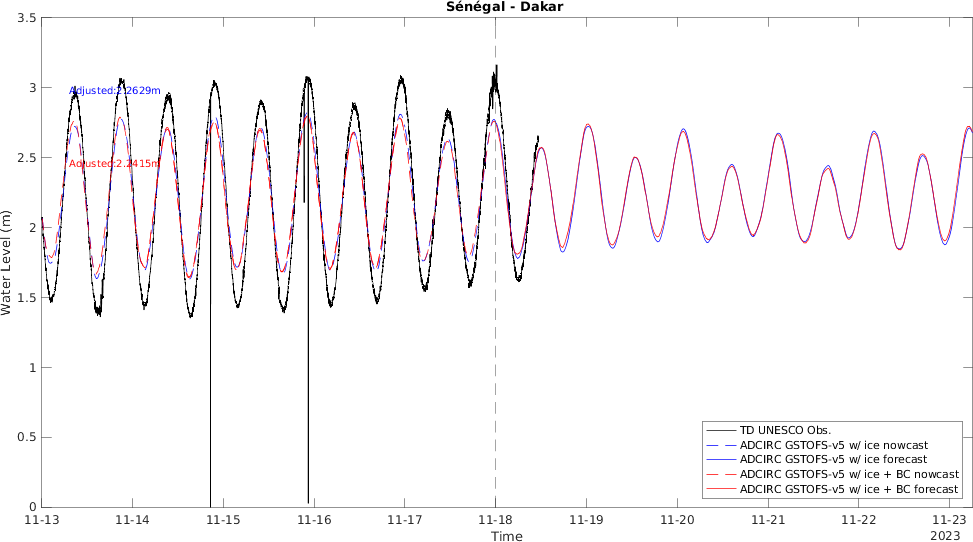 Sénégal - Dakar
3.5
3
2.5
2
1.5
1
0.5
0
Water Level (m)
Adjusted:2.2629m
Adjusted:2.2415m
TD UNESCO Obs.
ADCIRC GSTOFS-v5 w/ ice nowcast
ADCIRC GSTOFS-v5 w/ ice forecast
ADCIRC GSTOFS-v5 w/ ice + BC nowcast
ADCIRC GSTOFS-v5 w/ ice + BC forecast
11-13 11-14 11-15 11-16 11-17 11-18 11-19 11-20 11-21 11-22 11-23
Time
2023